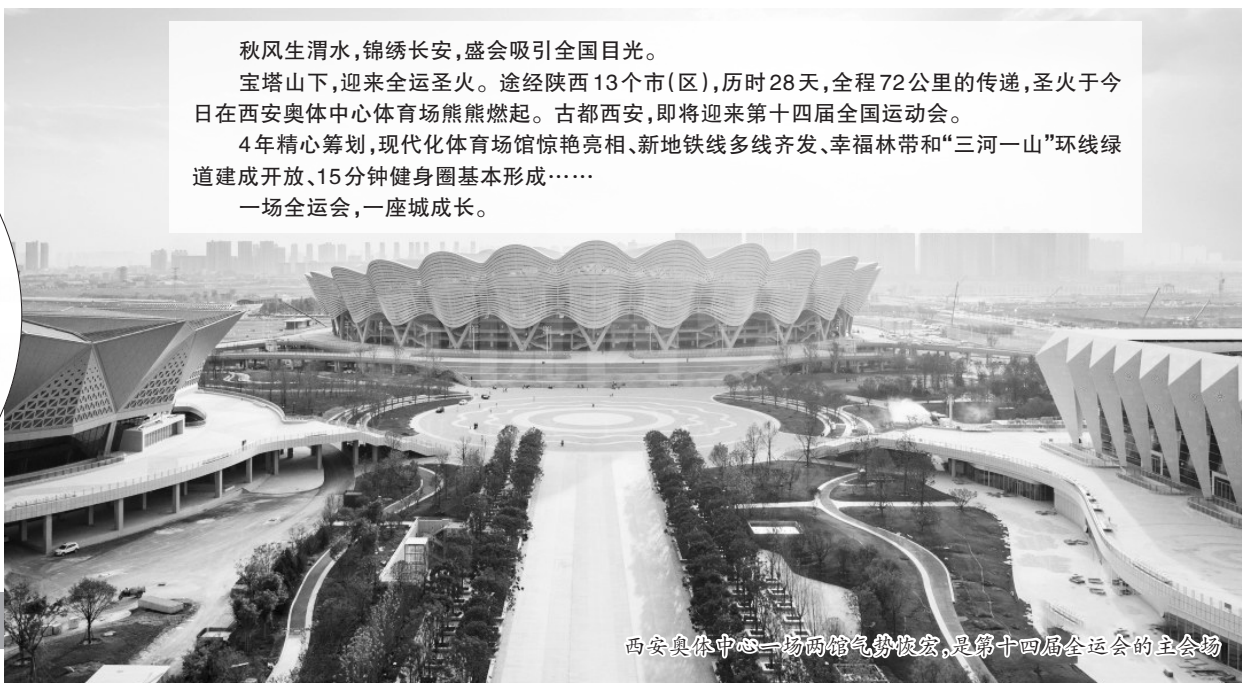 秋风生渭水,锦绣长安,盛会吸引全国目光。
宝塔山下,迎来全运圣火。途经陕西13个市(区),历时28天,全程72公里的传递,圣火于今
日在西安奥体中心体育场熊熊燃起。古都西安,即将迎来第十四届全国运动会。
4年精心筹划,现代化体育场馆惊艳亮相、新地铁线多线齐发、幸福林带和“三河一山”环线绿
道建成开放、15分钟健身圈基本形成……
一场全运会,一座城成长。
西安奥体中心一场两馆气势恢宏,是第十四届全运会的主会场